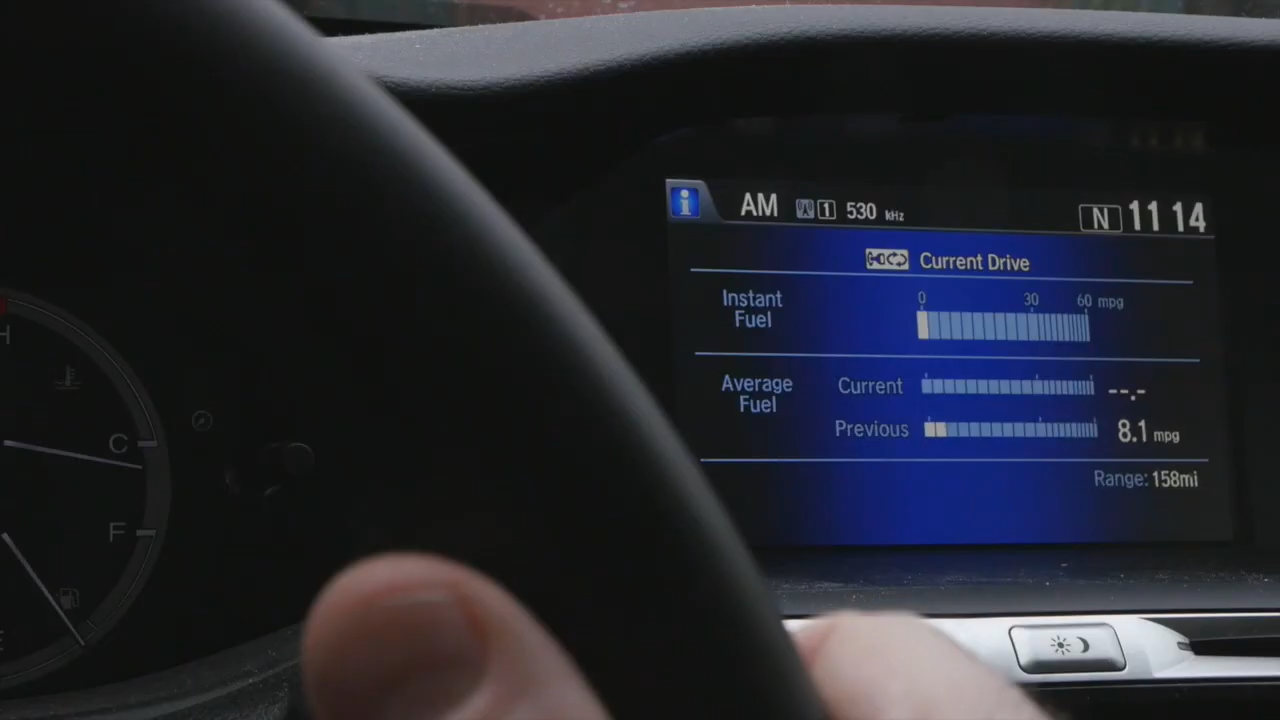 i AM 1 530 kHz N 11 14
Current Drive
Instant
Fuel
0 30 60 mpg
Average
Fuel
Current --.-
Previous 8.1 mpg
Range: 158mi
H
C
F
E